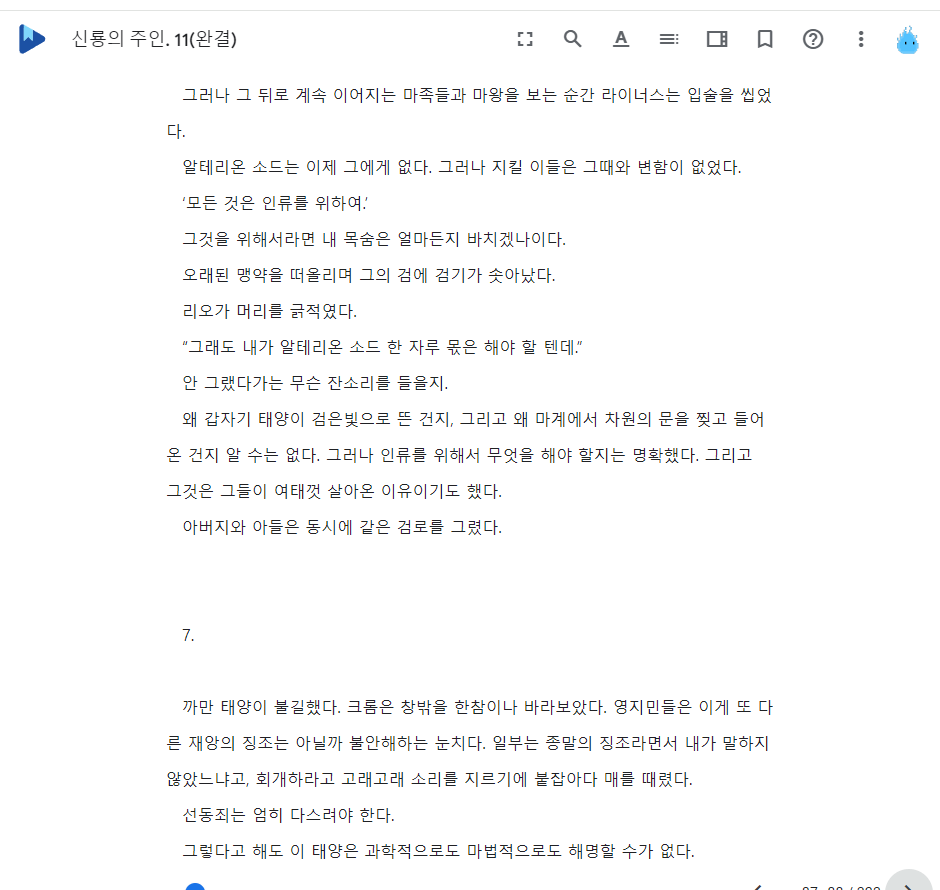 신룡의 주인. 11(완결)
그러나 그 뒤로 계속 이어지는 마족들과 마왕을 보는 순간 라이너스는 입술을 씹었
다.
알테리온 소드는 이제 그에게 없다. 그러나 지킬 이들은 그때와 변함이 없었다.
‘모든 것은 인류를 위하여.’
그것을 위해서라면 내 목숨은 얼마든지 바치겠나이다.
오래된 맹약을 떠올리며 그의 검에 검기가 솟아났다.
리오가 머리를 긁적였다.
“그래도 내가 알테리온 소드 한 자루 몫은 해야 할 텐데.”
안 그랬다가는 무슨 잔소리를 들을지.
왜 갑자기 태양이 검은빛으로 뜬 건지, 그리고 왜 마계에서 차원의 문을 찢고 들어
온 건지 알 수는 없다. 그러나 인류를 위해서 무엇을 해야 할지는 명확했다. 그리고
그것은 그들이 여태껏 살아온 이유이기도 했다.
아버지와 아들은 동시에 같은 검로를 그렸다.
7.
까만 태양이 불길했다. 크롬은 창밖을 한참이나 바라보았다. 영지민들은 이게 또 다
른 재앙의 징조는 아닐까 불안해하는 눈치다. 일부는 종말의 징조라면서 내가 말하지
않았느냐고, 회개하라고 고래고래 소리를 지르기에 붙잡아다 매를 때렸다.
선동죄는 엄히 다스려야 한다.
그렇다고 해도 이 태양은 과학적으로도 마법적으로도 해명할 수가 없다.